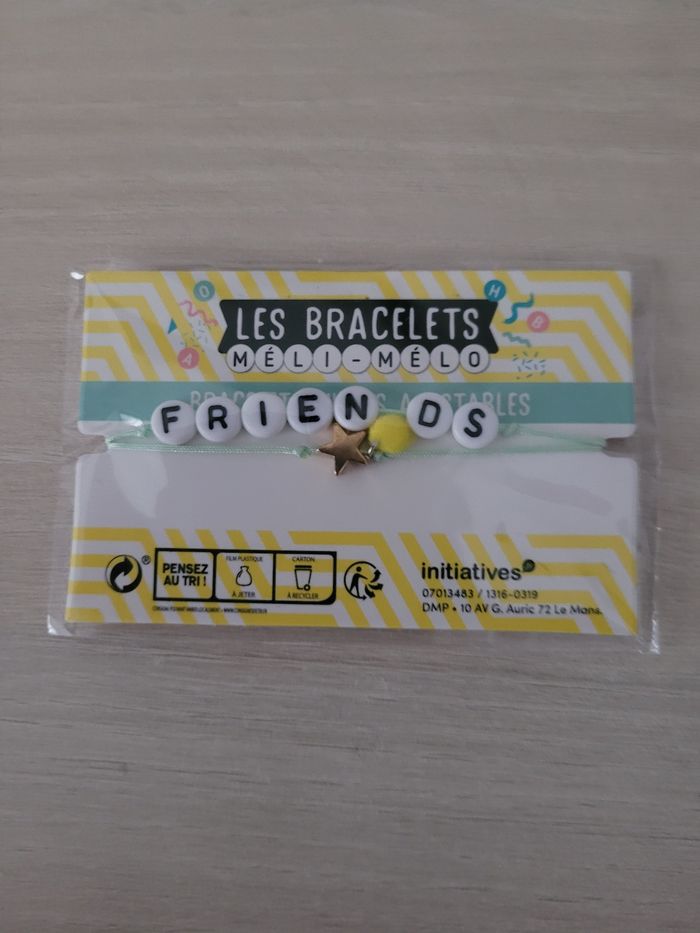 O
H
B
A
LES BRACELETS
MÉLI-MÉLO
FRIENDS
PENSEZ
AU TRI !
FILM PLASTIQUE
À JETER
CARTON
À RECYCLER
®
initiatives
07013483 / 1316-0319
DMP • 10 AV G. Auric 72 Le Mans.